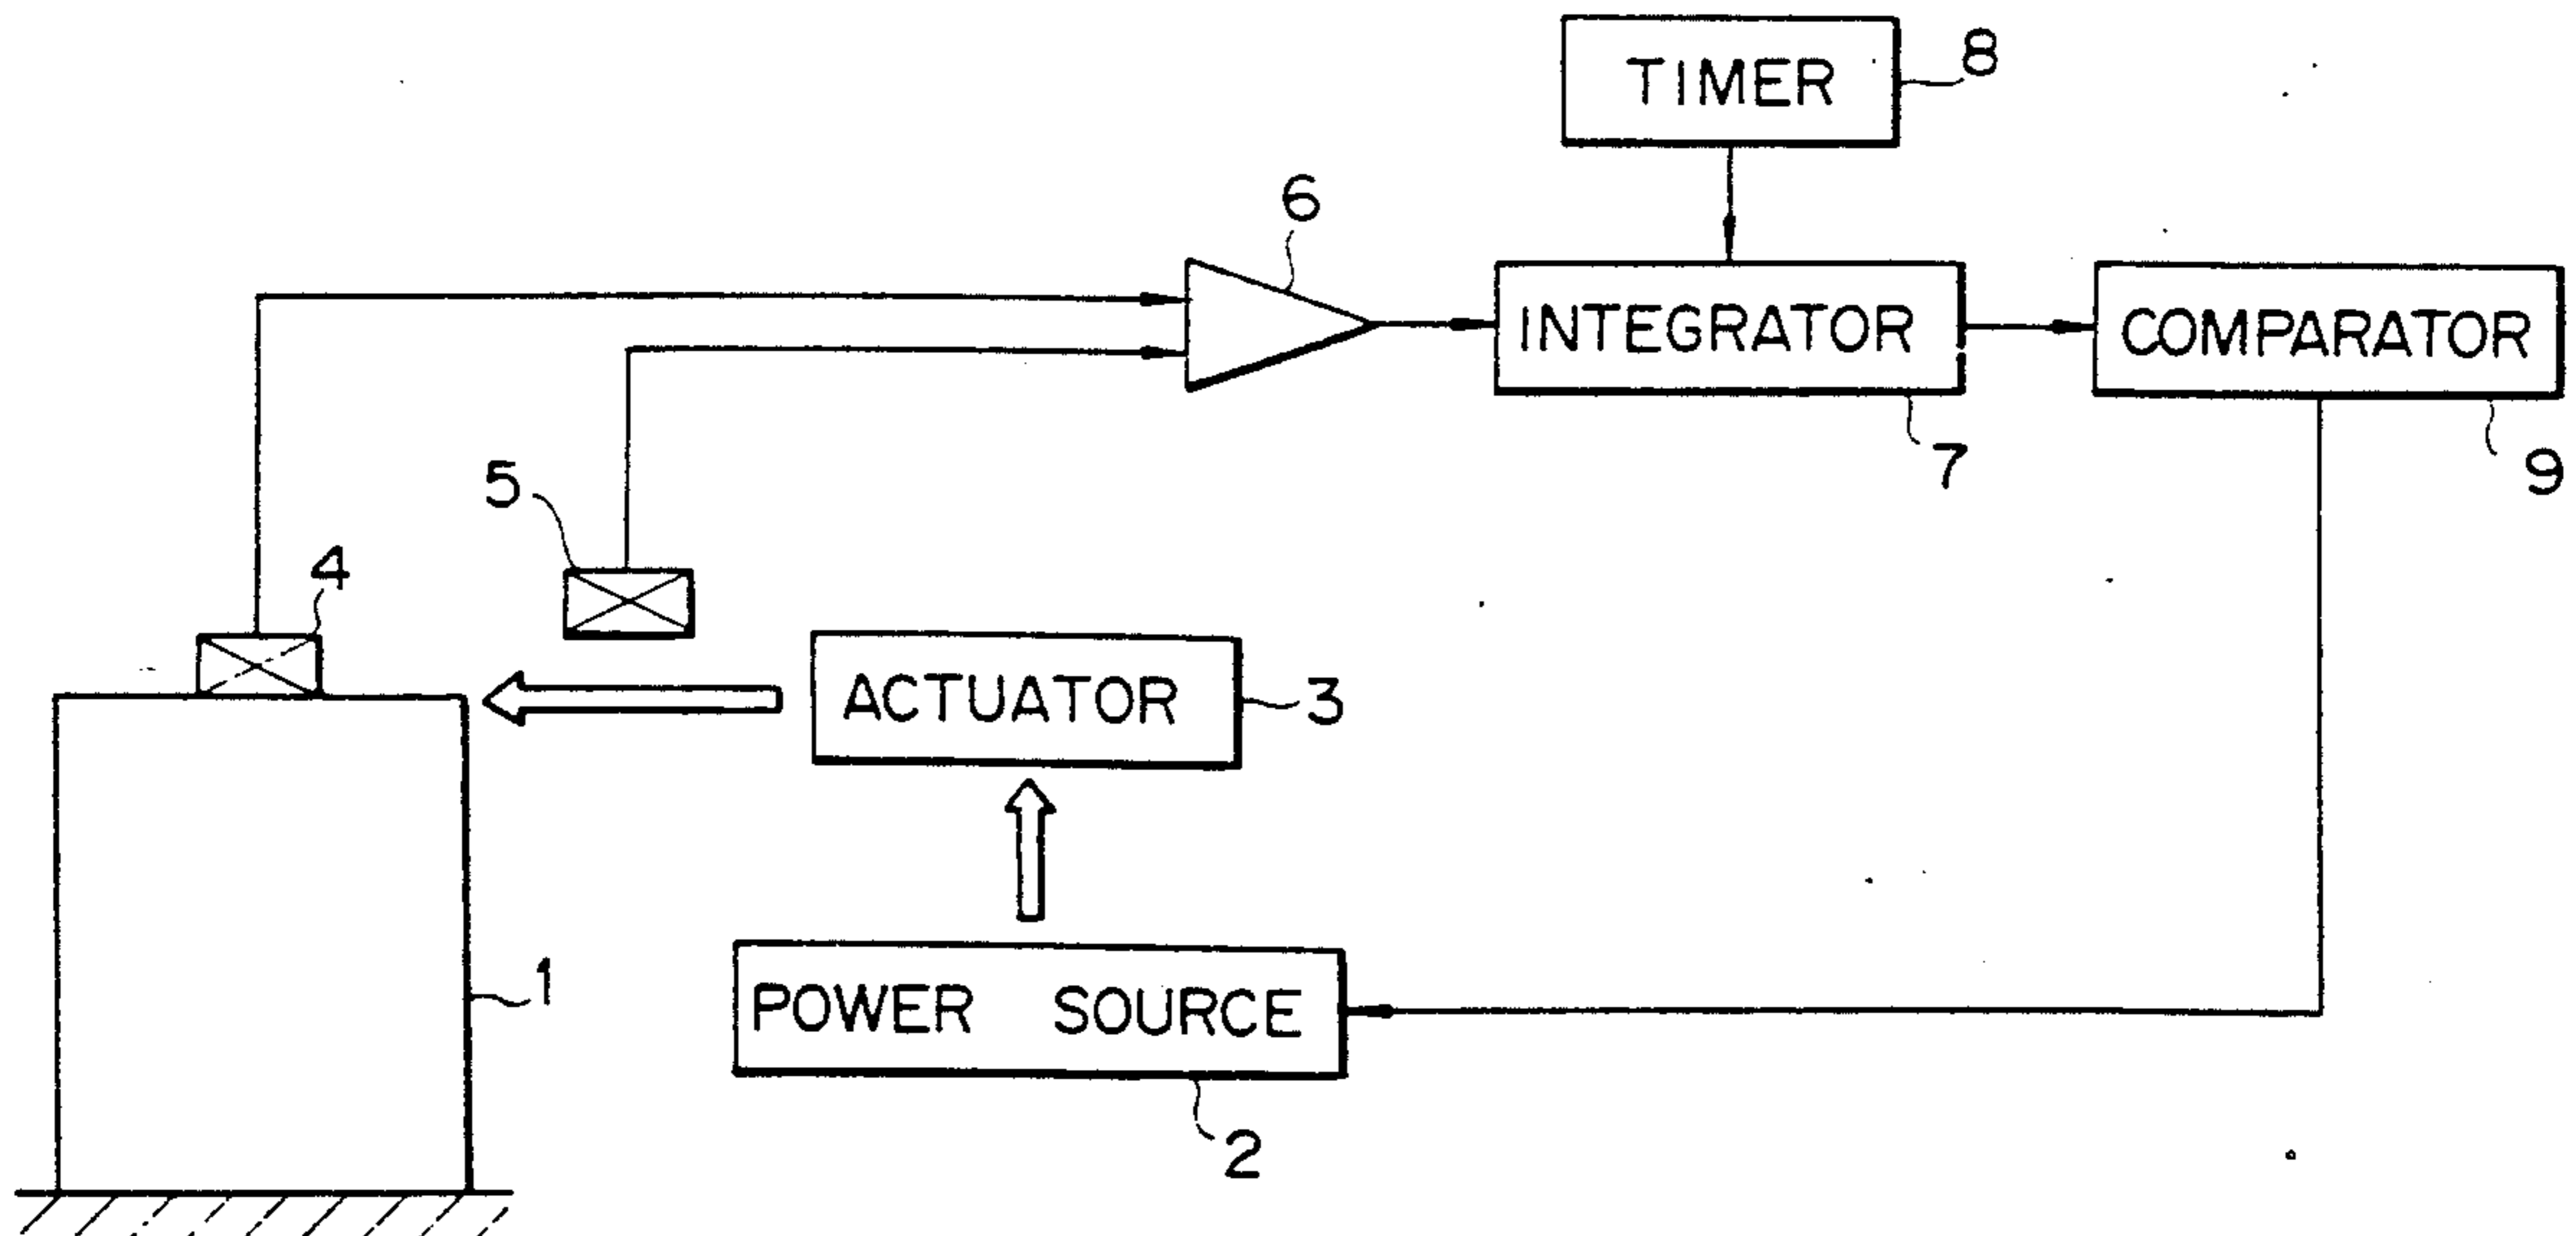 TIMER
8
6
INTEGRATOR
COMPARATOR
7
9
5
4
ACTUATOR
3
1
POWER SOURCE
2